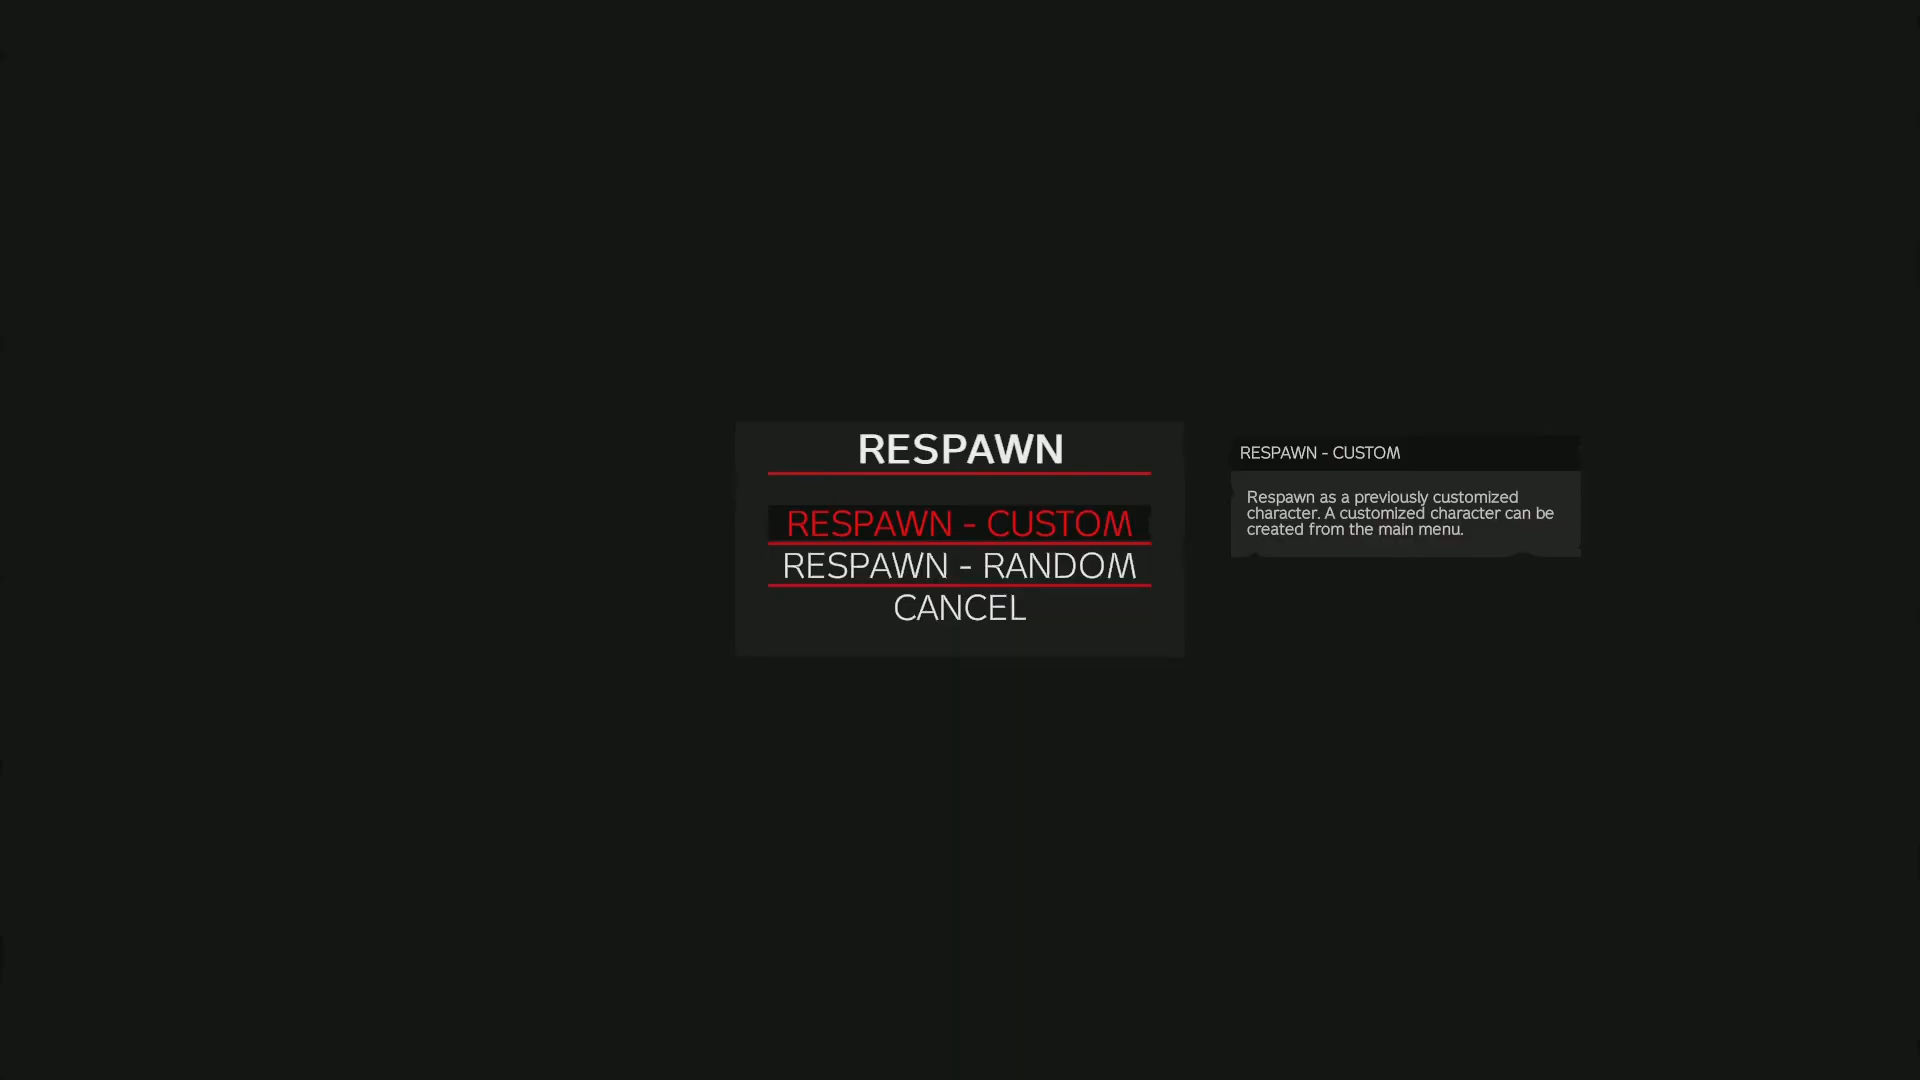 RESPAWN
RESPAWN - CUSTOM
RESPAWN - RANDOM
CANCEL
RESPAWN - CUSTOM
Respawn as a previously customized
character. A customized character can be
created from the main menu.